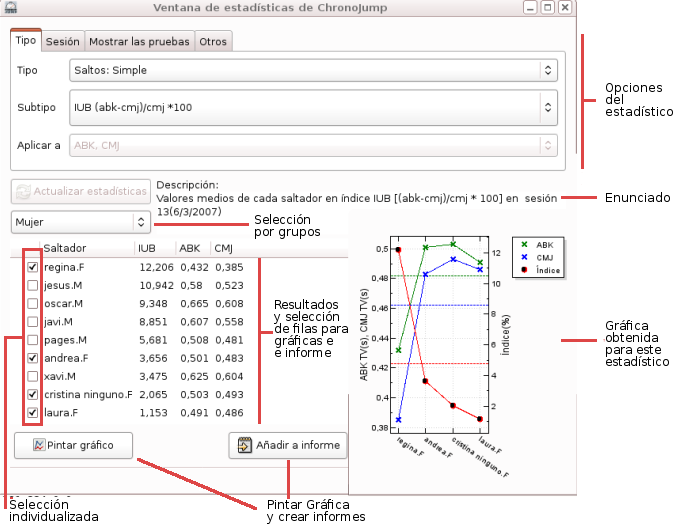 Ventana de estadísticas de ChronoJump
Tipo Sesión Mostrar las pruebas Otros
Tipo Saltos: Simple
Subtipo IUB (abk-cmj)/cmj *100
Aplicar a ABK, CMJ
Opciones
del
estadístico
Actualizar estadísticas
Descripción:
Valores medios de cada saltador en índice IUB [(abk-cmj)/cmj * 100] en sesión
13(6/3/2007)
Enunciado
Mujer
Selección
por grupos
Saltador IUB ABK CMJ
regina.F 12,206 0,432 0,385
jesus.M 10,942 0,58 0,523
oscar.M 9,348 0,665 0,608
javi.M 8,851 0,607 0,558
pages.M 5,681 0,508 0,481
andrea.F 3,656 0,501 0,483
xavi.M 3,475 0,625 0,604
cristina ninguno.F 2,065 0,503 0,493
laura.F 1,153 0,491 0,486
Resultados
y selección
de filas para
gráficas e
e informe
ABK
CMJ
Índice
ABK TV(s), CMJ TV(s)
0,5
0,48
0,46
0,44
0,42
0,4
0,38
12
10
8
6
4
2
Índice(%)
regina.F
andrea.F
cristina ninguno.F
laura.F
Gráfica
obtenida
para este
estadístico
Pintar gráfico
Añadir a informe
Selección
individualizada
Pintar Gráfica
y crear informes